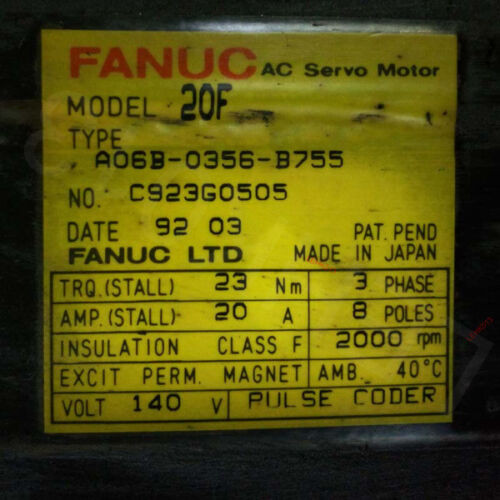 FANUC AC Servo Motor
MODEL 20F
TYPE
A06B-0356-B755
NO. C923G0505
DATE 92 03 PAT. PEND
FANUC LTD MADE IN JAPAN
TRQ.(STALL) 23 Nm 3 PHASE
AMP.(STALL) 20 A 8 POLES
INSULATION CLASS F 2000 rpm
EXCIT PERM. MAGNET AMB. 40°C
VOLT 140 V PULSE CODER